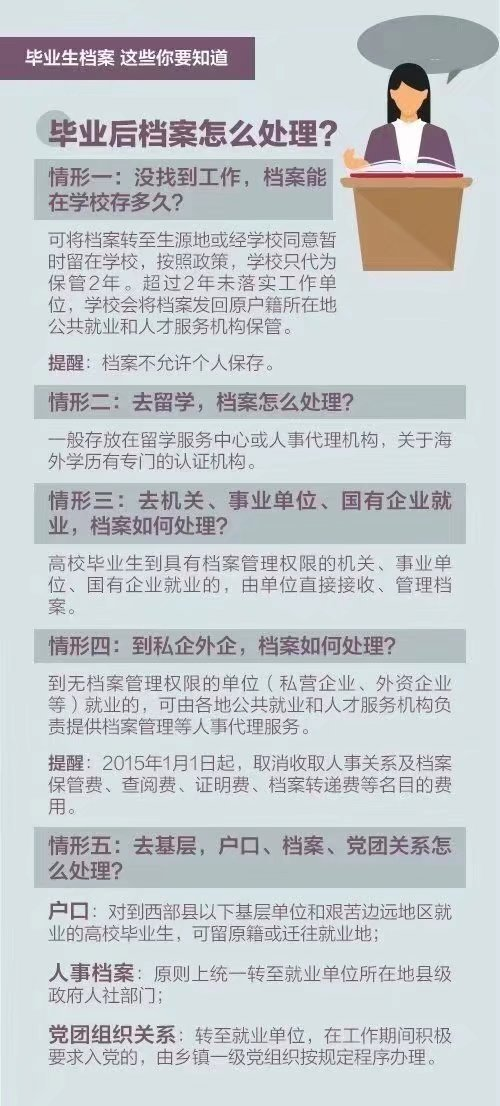 毕业生档案 这些你要知道
毕业后档案怎么处理？
情形一：没找到工作，档案能
在学校存多久？
可将档案转至生源地或经学校同意暂
时留在学校，按照政策，学校只代为
保管2年。超过2年未落实工作单
位，学校会将档案发回原户籍所在地
公共就业和人才服务机构保管。
提醒：档案不允许个人保存。
情形二：去留学，档案怎么处理？
一般存放在留学服务中心或人事代理机构，关于海
外学历有专门的认证机构。
情形三：去机关、事业单位、国有企业就
业，档案如何处理？
高校毕业生到具有档案管理权限的机关、事业单
位、国有企业就业的，由单位直接接收、管理档
案。
情形四：到私企外企，档案如何处理？
到无档案管理权限的单位（私营企业、外资企业
等）就业的，可由各地公共就业和人才服务机构负
责提供档案管理等人事代理服务。
提醒：2015年1月1日起，取消收取人事关系及档案
保管费、查阅费、证明费、档案转递费等名目的费
用。
情形五：去基层，户口、档案、党团关系怎
么处理？
户口：对到西部县以下基层单位和艰苦边远地区就
业的高校毕业生，可留原籍或迁往就业地；
人事档案：原则上统一转至就业单位所在地县级
政府人社部门；
党团组织关系：转至就业单位，在工作期间积极
要求入党的，由乡镇一级党组织按规定程序办理。